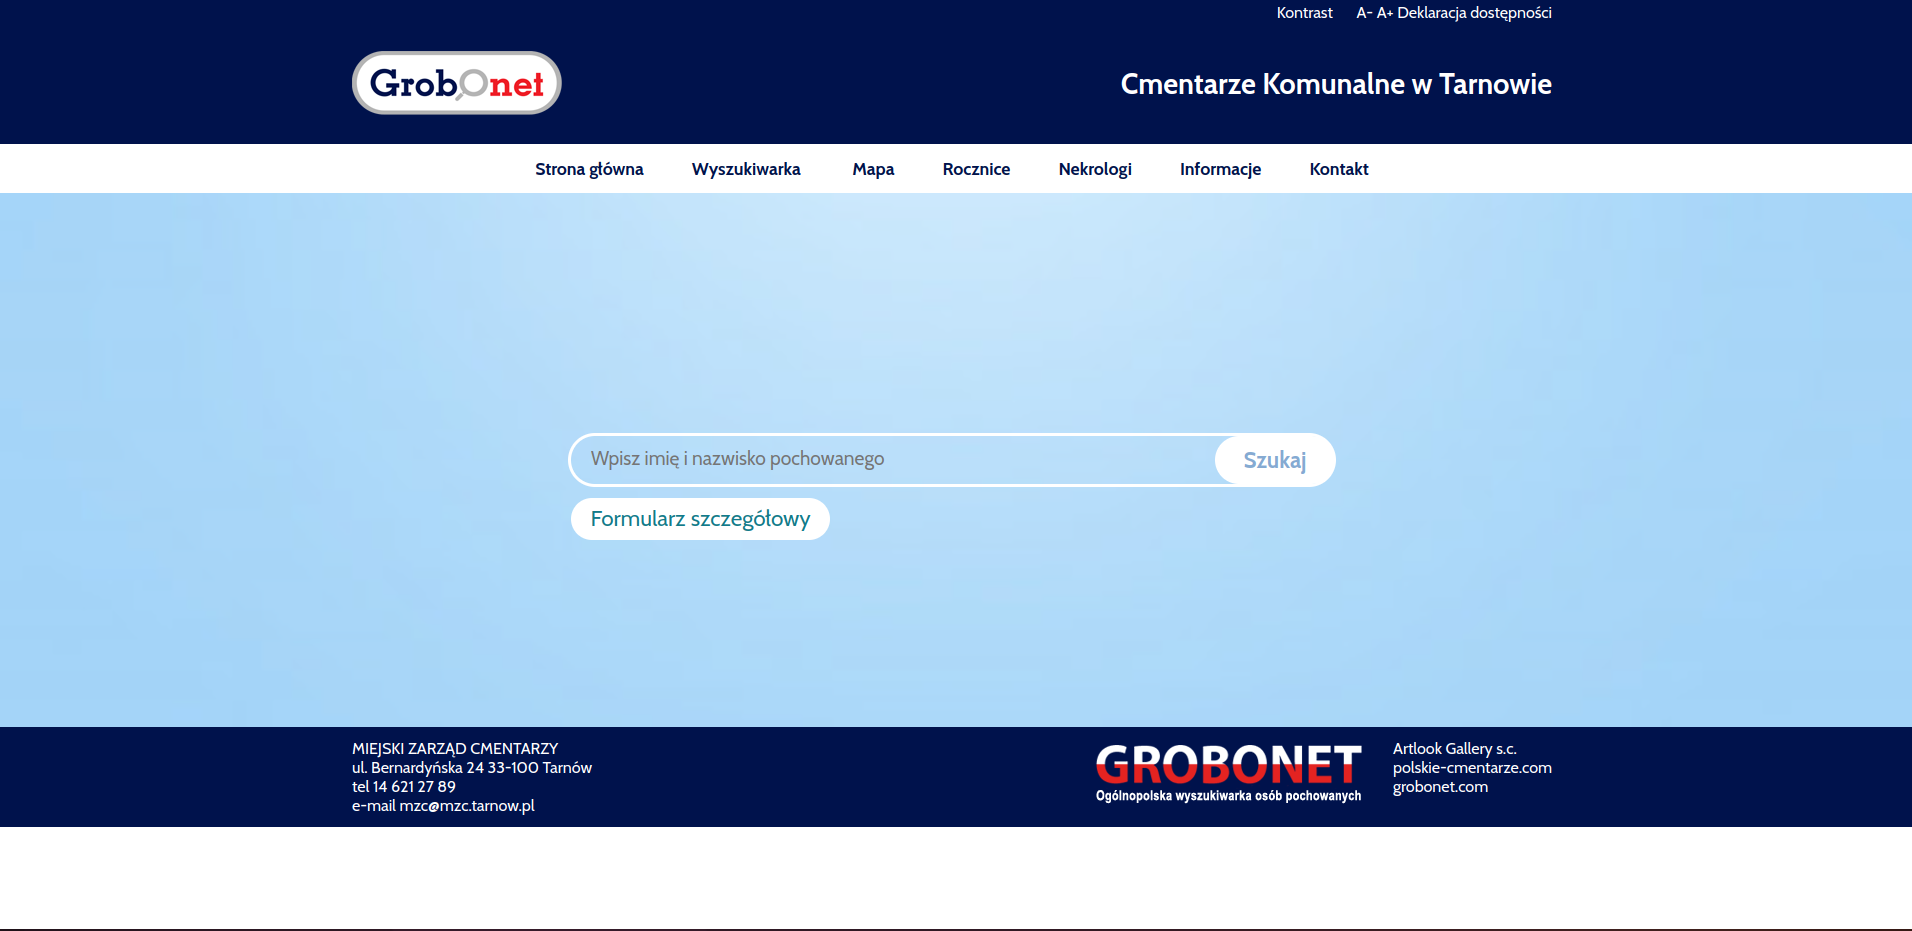 Kontrast A- A+ Deklaracja dostępności
GrobOnet
Cmentarze Komunalne w Tarnowie
Strona główna Wyszukiwarka Mapa Rocznice Nekrologi Informacje Kontakt
Wpisz imię i nazwisko pochowanego
Szukaj
Formularz szczegółowy
MIEJSKI ZARZĄD CMENTARZY
ul. Bernardyńska 24 33-100 Tarnów
tel 14 621 27 89
e-mail mzc@mzc.tarnow.pl
GROBONET
Ogólnopolska wyszukiwarka osób pochowanych
Artlook Gallery s.c.
polskie-cmentarze.com
grobonet.com